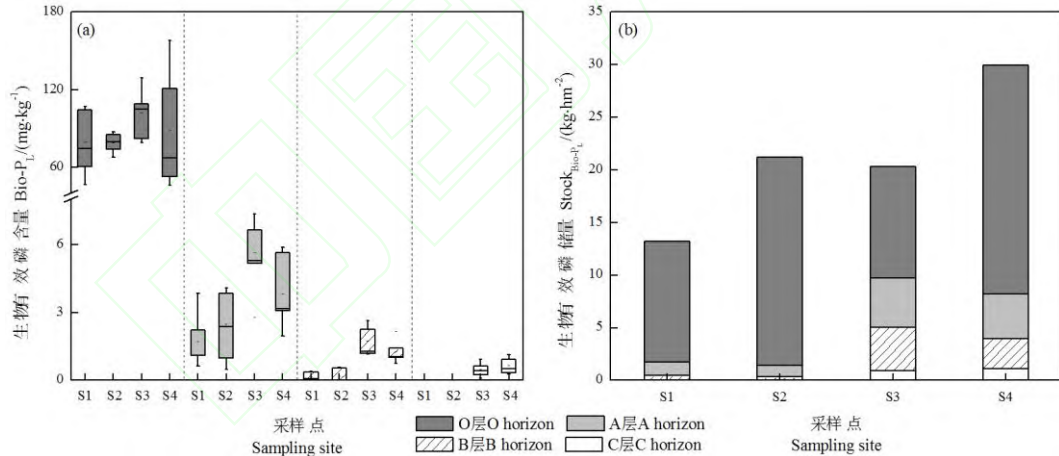 (a)
180
120
60
6
3
0
生物有效磷含量 Bio-P_L/(mg·kg⁻¹)
S1 S2 S3 S4 S1 S2 S3 S4 S1 S2 S3 S4 S1 S2 S3 S4
采样点
Sampling site
(b)
35
30
25
20
15
10
5
0
生物有效磷储量 Stock_Bio-P_L/(kg·hm⁻²)
S1 S2 S3 S4
采样点
Sampling site
O层O horizon A层A horizon
B层B horizon C层C horizon